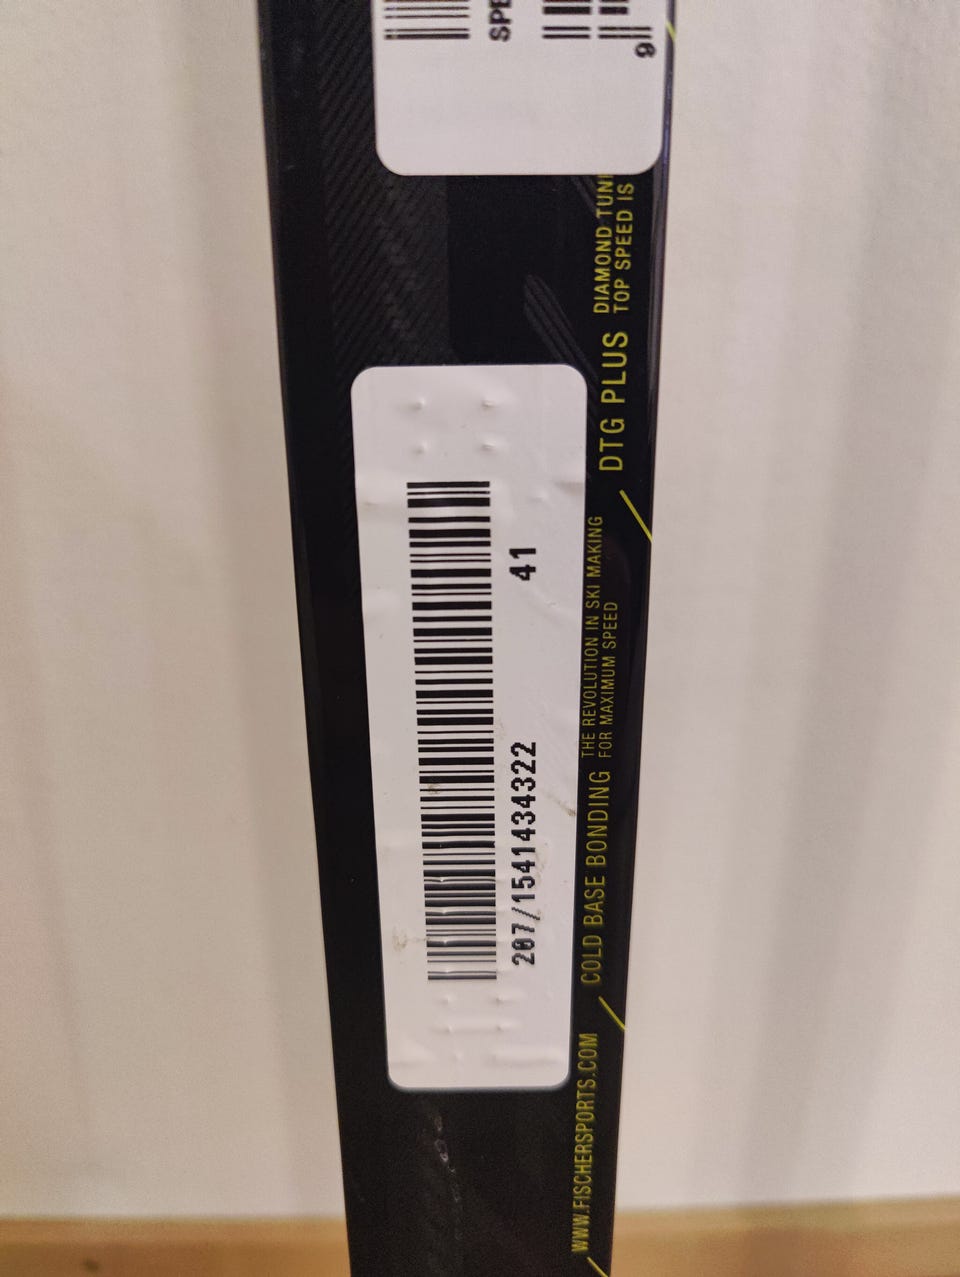 SPE
9
DIAMOND TUNI
TOP SPEED IS
DTG PLUS
THE REVOLUTION IN SKI MAKING
FOR MAXIMUM SPEED
COLD BASE BONDING
WWW.FISCHERSPORTS.COM
207/1541434322 41